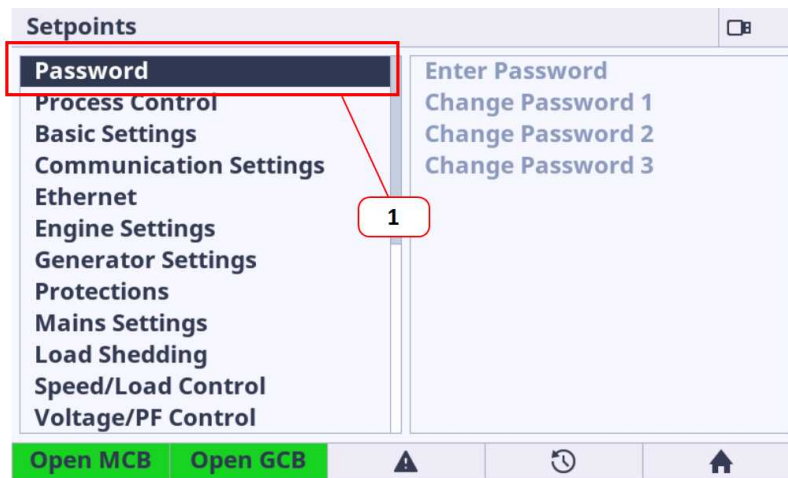 Setpoints
Password
Process Control
Basic Settings
Communication Settings
Ethernet
Engine Settings
Generator Settings
Protections
Mains Settings
Load Shedding
Speed/Load Control
Voltage/PF Control
Enter Password
Change Password 1
Change Password 2
Change Password 3
1
Open MCB
Open GCB